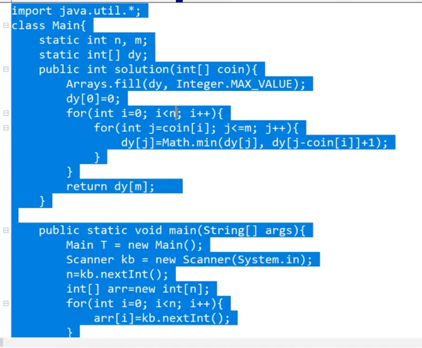 import java.util.*;
class Main{
    static int n, m;
    static int[] dy;
    public int solution(int[] coin){
        Arrays.fill(dy, Integer.MAX_VALUE);
        dy[0]=0;
        for(int i=0; i<n; i++){
            for(int j=coin[i]; j<=m; j++){
                dy[j]=Math.min(dy[j], dy[j-coin[i]]+1);
            }
        }
        return dy[m];
    }

    public static void main(String[] args){
        Main T = new Main();
        Scanner kb = new Scanner(System.in);
        n=kb.nextInt();
        int[] arr=new int[n];
        for(int i=0; i<n; i++){
            arr[i]=kb.nextInt();
        }